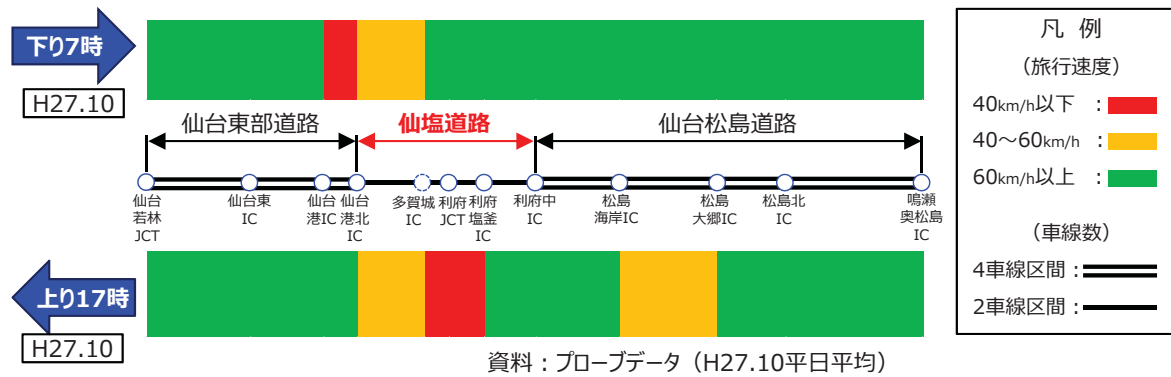 下り7時
H27.10
仙台東部道路
仙塩道路
仙台松島道路
仙台
若林
JCT
仙台東
IC
仙台
港IC
仙台
港北
IC
多賀城
IC
利府
JCT
利府
塩釜
IC
利府中
IC
松島
海岸IC
松島
大郷IC
松島北
IC
鳴瀬
奥松島
IC
上り17時
H27.10
資料：プローブデータ（H27.10平日平均）
凡 例
（旅行速度）
40km/h以下 ：
40～60km/h ：
60km/h以上 ：
（車線数）
4車線区間：
2車線区間：